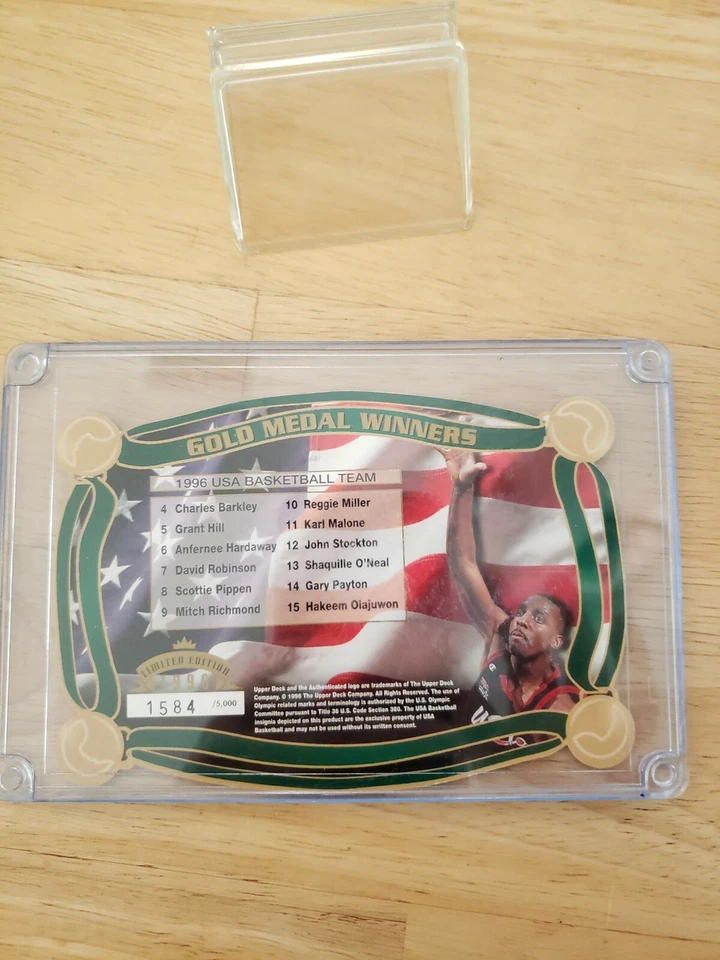 GOLD MEDAL WINNERS
1996 USA BASKETBALL TEAM
4 Charles Barkley
5 Grant Hill
6 Anfernee Hardaway
7 David Robinson
8 Scottie Pippen
9 Mitch Richmond
10 Reggie Miller
11 Karl Malone
12 John Stockton
13 Shaquille O'Neal
14 Gary Payton
15 Hakeem Olajuwon
LIMITED EDITION
1996
1584 /5,000
Upper Deck and the Authenticated logo are trademarks of The Upper Deck
Company. © 1996 The Upper Deck Company. All Rights Reserved. The use of
Olympic related marks and terminology is authorized by the U.S. Olympic
Committee pursuant to Title 36 U.S. Code Section 380. The USA Basketball
insignia depicted on this product are the exclusive property of USA
Basketball and may not be used without its written consent.